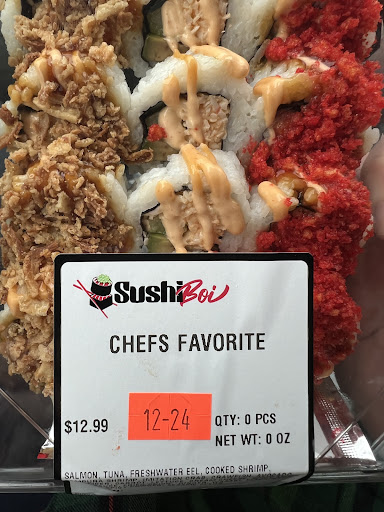 SushiBoi
CHEFS FAVORITE
$12.99
12-24
QTY: 0 PCS
NET WT: 0 OZ
SALMON, TUNA, FRESHWATER EEL, COOKED SHRIMP,